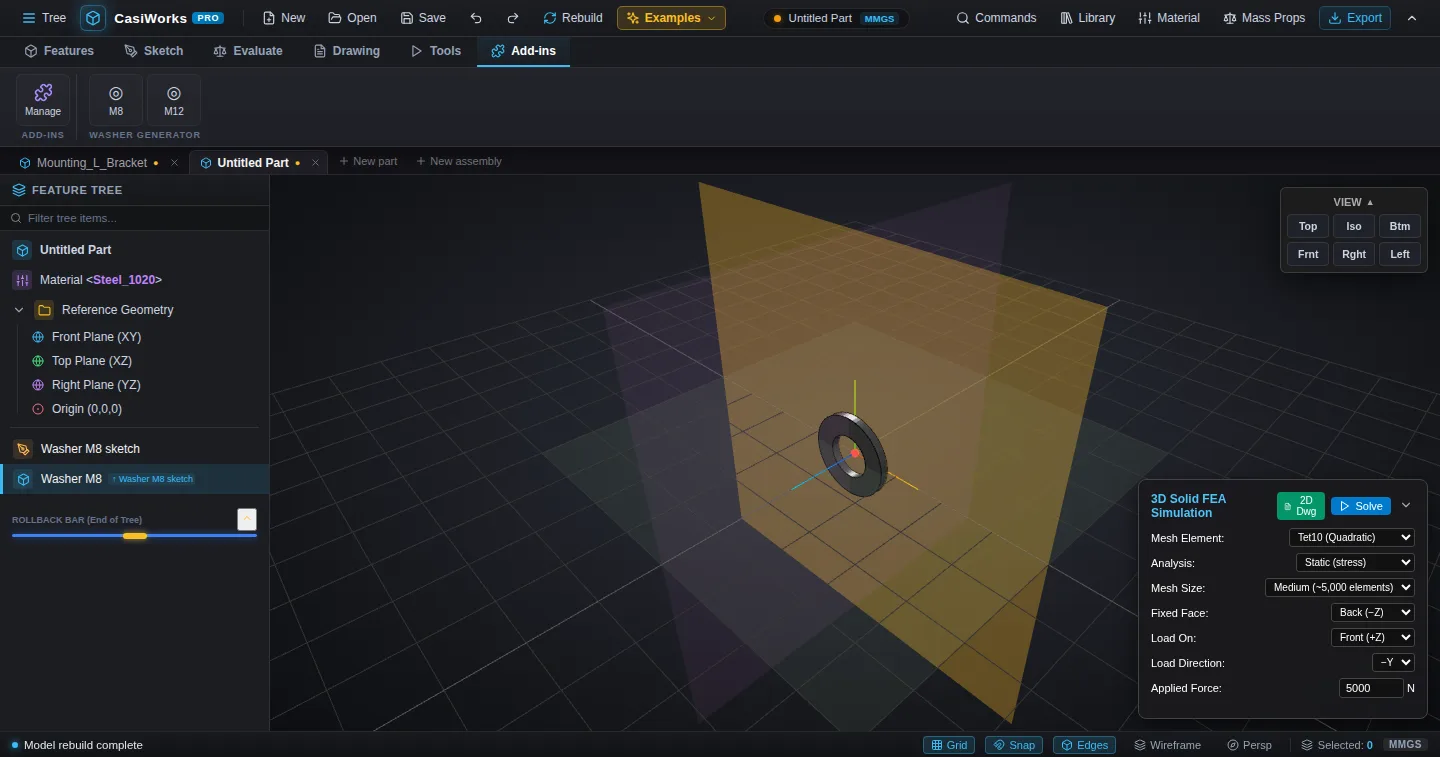 Tree CasiWorks PRO New Open Save Rebuild Examples Untitled Part MMGS Commands Library Material Mass Props Export
Features Sketch Evaluate Drawing Tools Add-ins
Manage M8 M12
ADD-INS WASHER GENERATOR
Mounting_L_Bracket Untitled Part New part New assembly
FEATURE TREE
Filter tree items...
Untitled Part
Material <Steel_1020>
Reference Geometry
Front Plane (XY)
Top Plane (XZ)
Right Plane (YZ)
Origin (0,0,0)
Washer M8 sketch
Washer M8 ↑ Washer M8 sketch
ROLLBACK BAR (End of Tree)
VIEW ▲
Top Iso Btm
Frnt Rght Left
3D Solid FEA
Simulation
2D
Dwg
Solve
Mesh Element: Tet10 (Quadratic)
Analysis: Static (stress)
Mesh Size: Medium (~5,000 elements)
Fixed Face: Back (−Z)
Load On: Front (+Z)
Load Direction: −Y
Applied Force: 5000 N
Model rebuild complete Grid Snap Edges Wireframe Persp Selected: 0 MMGS